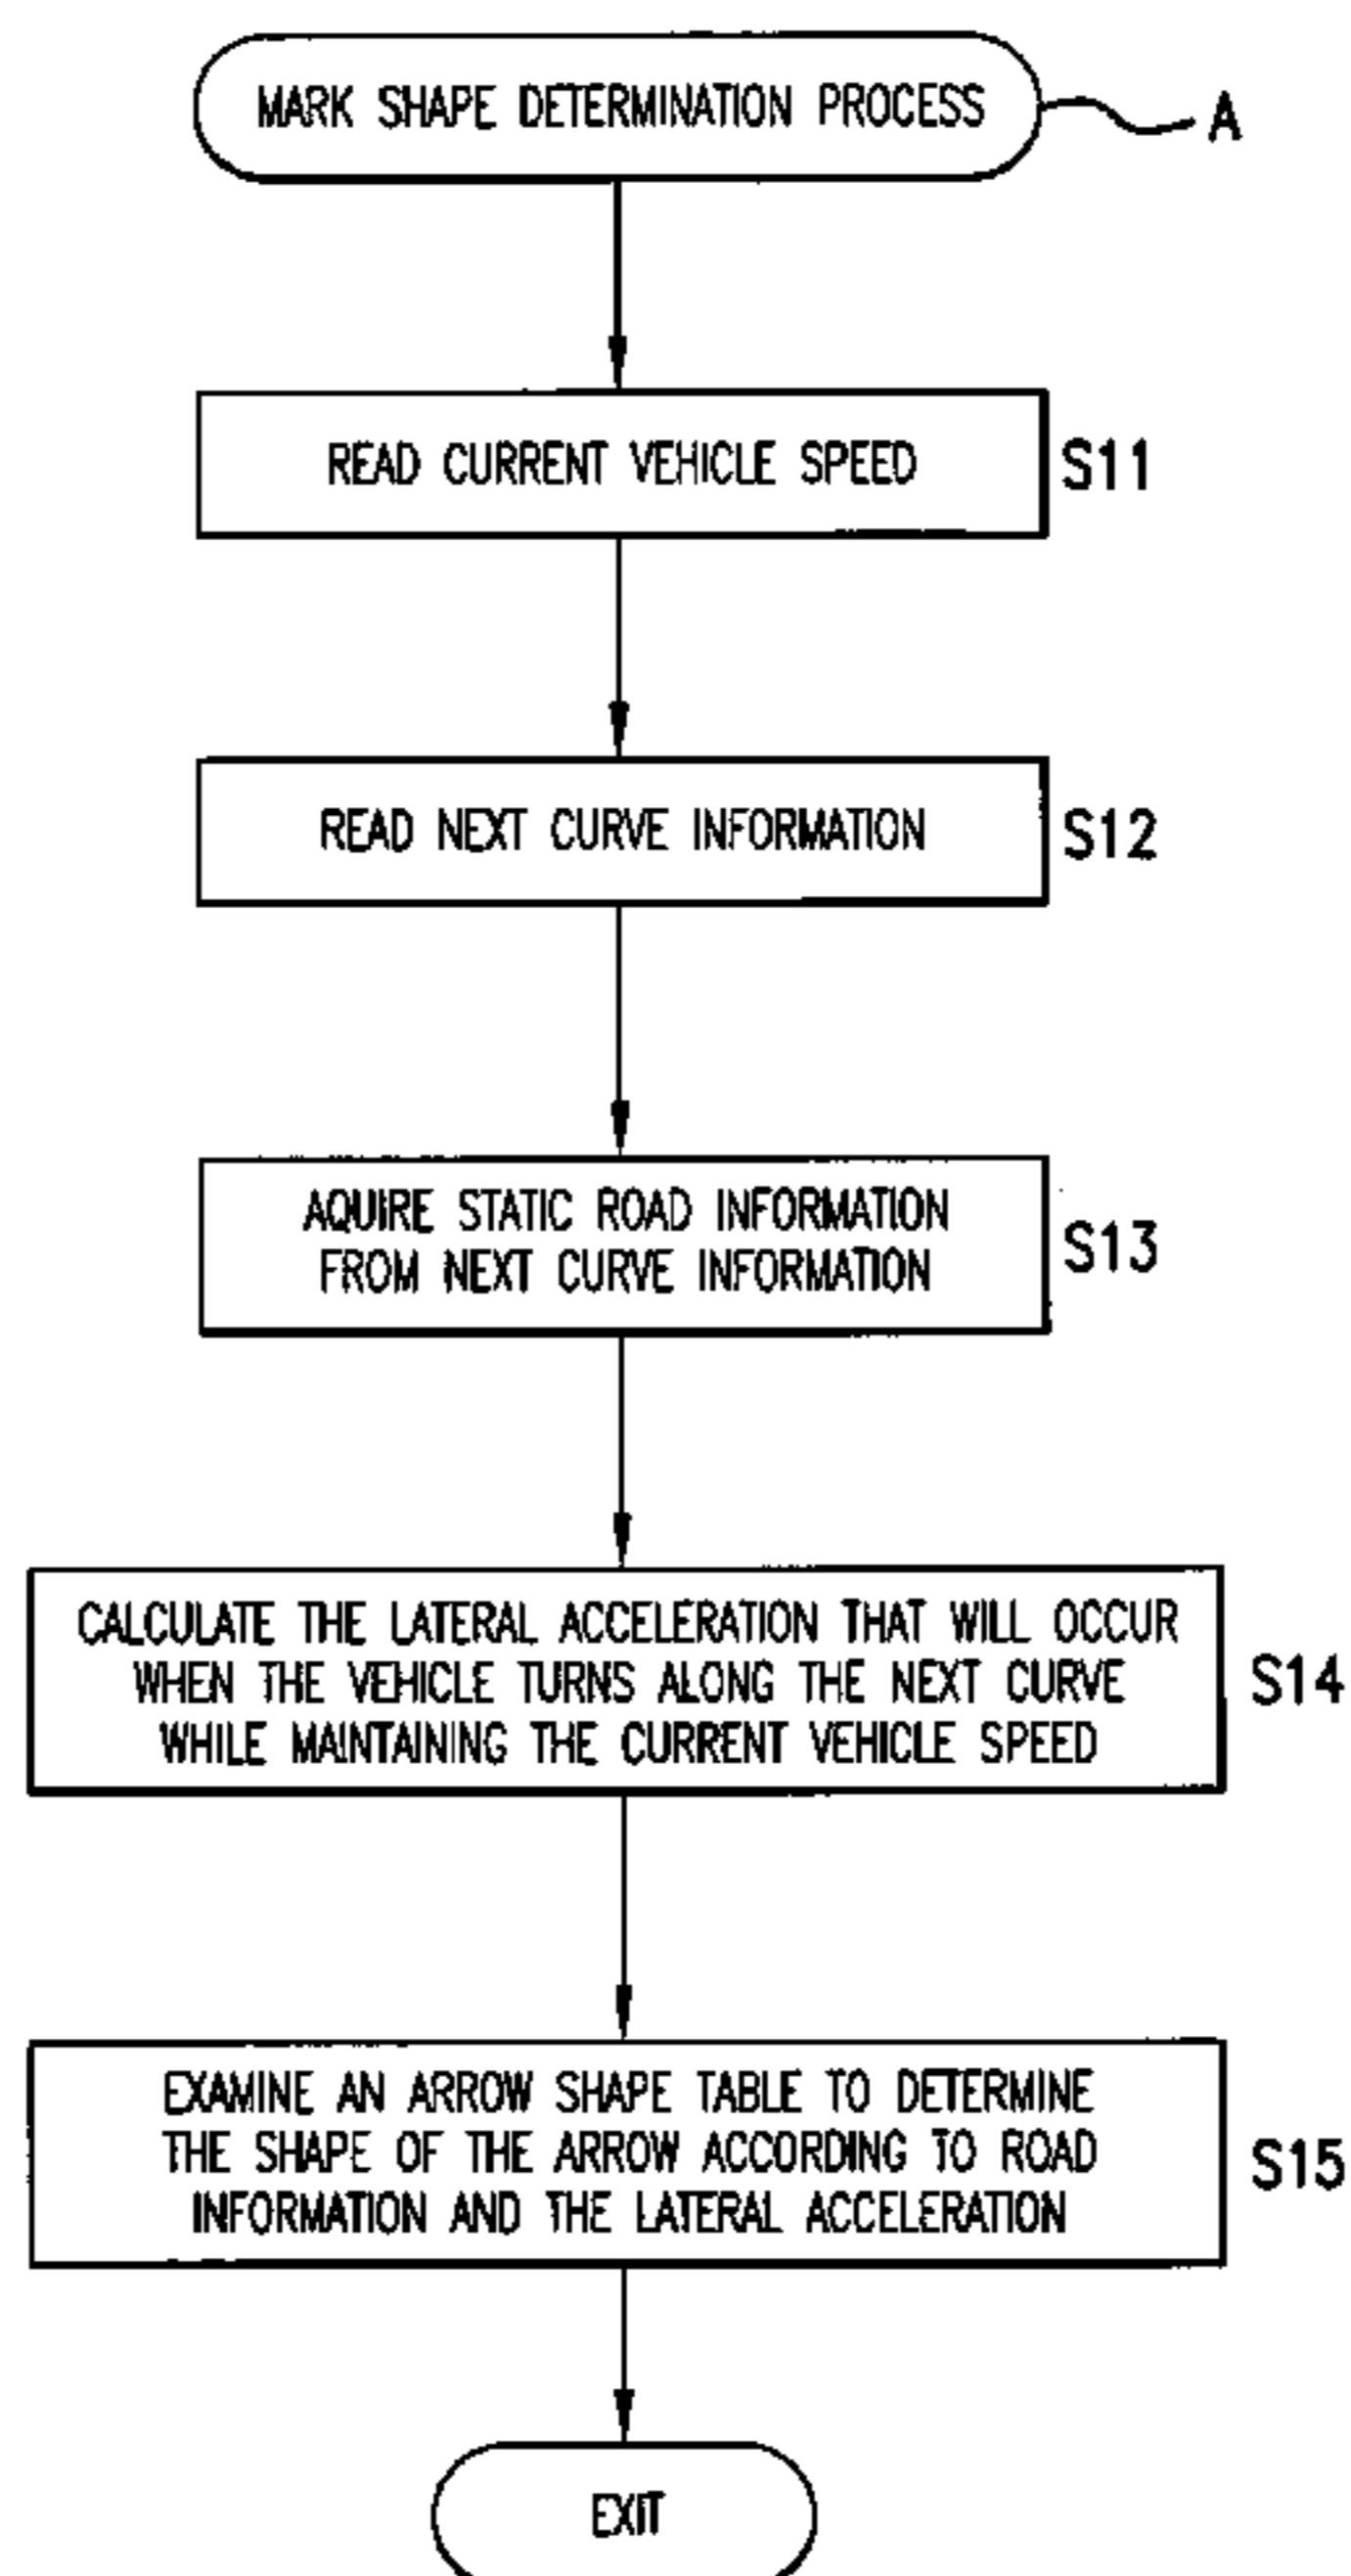 MARK SHAPE DETERMINATION PROCESS
A
READ CURRENT VEHICLE SPEED
S11
READ NEXT CURVE INFORMATION
S12
AQUIRE STATIC ROAD INFORMATION
FROM NEXT CURVE INFORMATION
S13
CALCULATE THE LATERAL ACCELERATION THAT WILL OCCUR
WHEN THE VEHICLE TURNS ALONG THE NEXT CURVE
WHILE MAINTAINING THE CURRENT VEHICLE SPEED
S14
EXAMINE AN ARROW SHAPE TABLE TO DETERMINE
THE SHAPE OF THE ARROW ACCORDING TO ROAD
INFORMATION AND THE LATERAL ACCELERATION
S15
EXIT